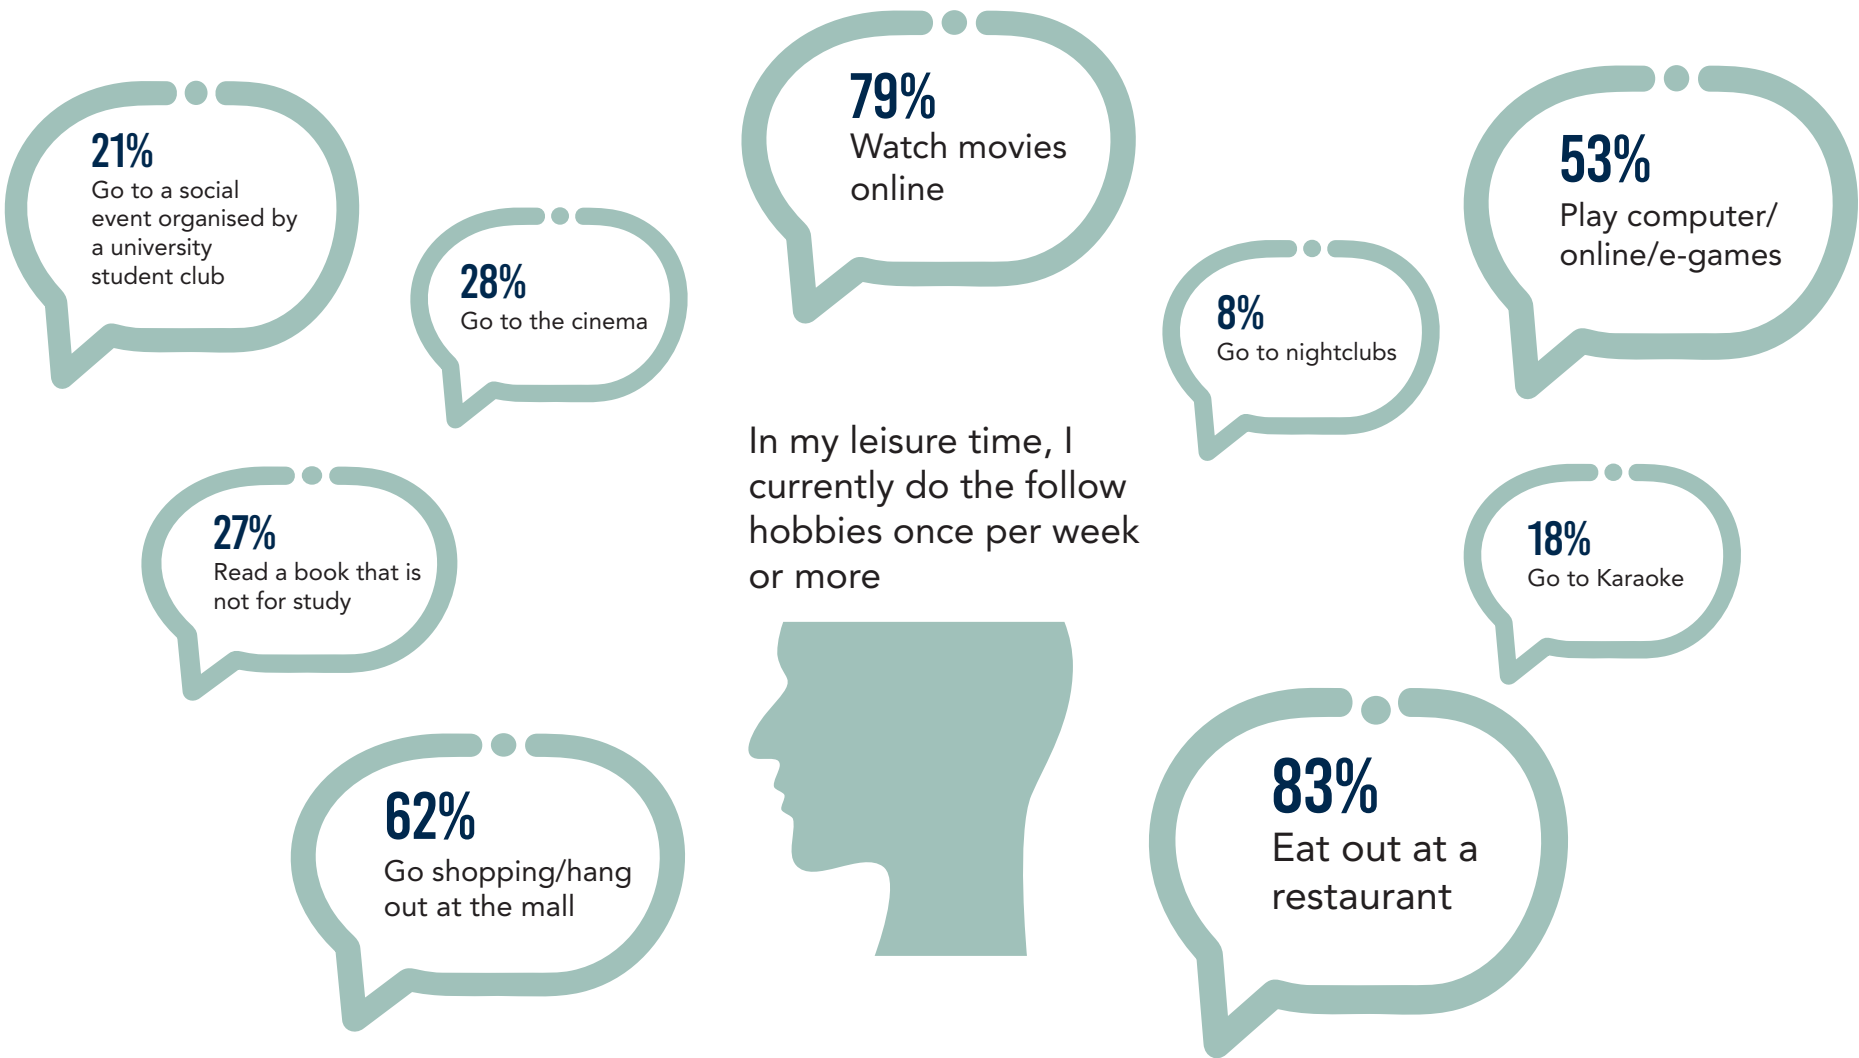 79%
Watch movies
online
21%
Go to a social
event organised by
a university
student club
53%
Play computer/
online/e-games
28%
Go to the cinema
8%
Go to nightclubs
In my leisure time, I
currently do the follow
hobbies once per week
or more
27%
Read a book that is
not for study
18%
Go to Karaoke
62%
Go shopping/hang
out at the mall
83%
Eat out at a
restaurant